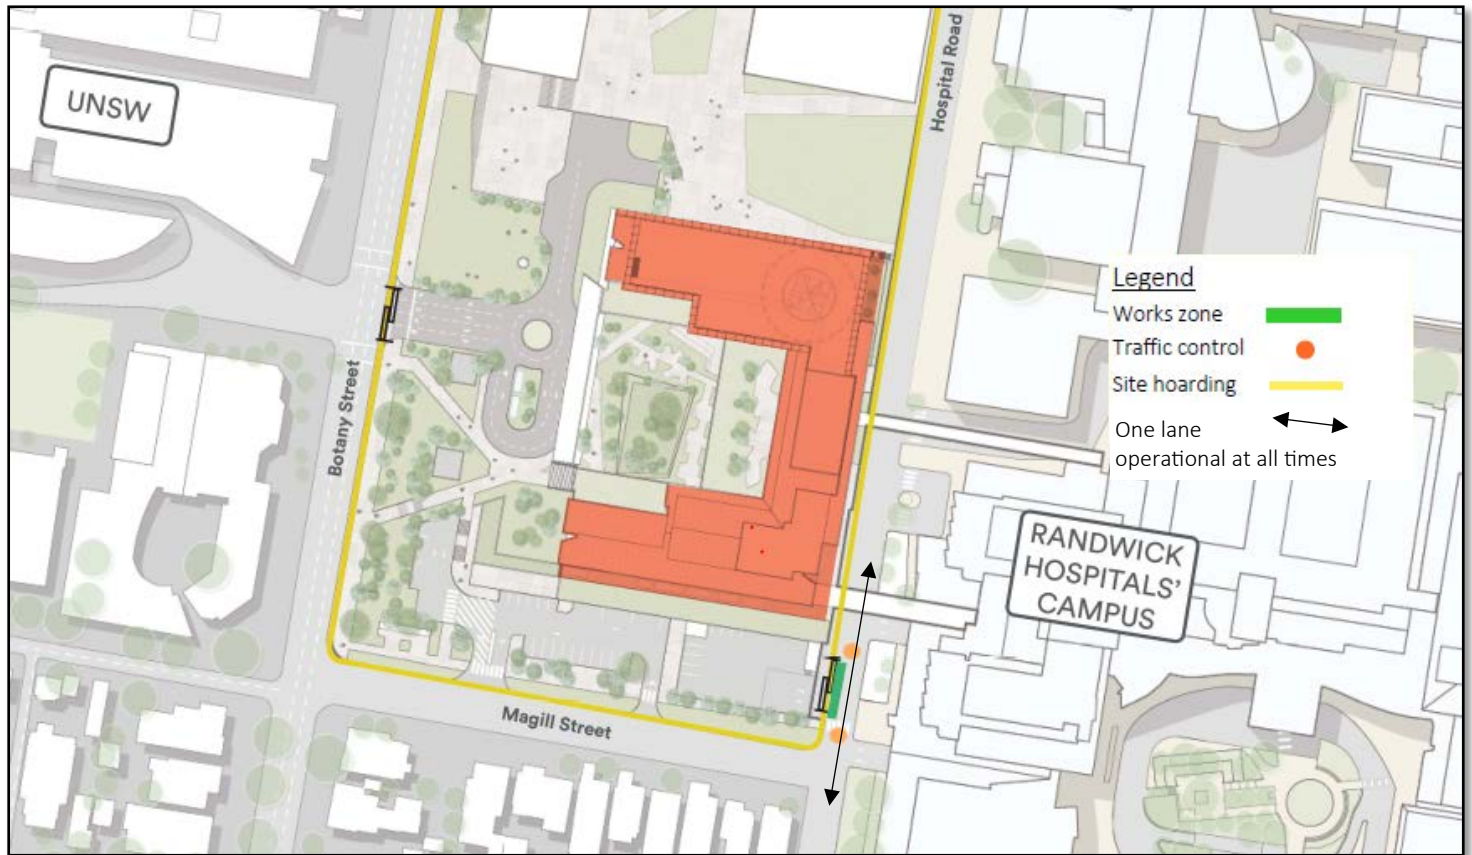 UNSW
Hospital Road
Legend
Works zone
Traffic control
Site hoarding
One lane
operational at all times
Botany Street
RANDWICK
HOSPITALS’
CAMPUS
Magill Street